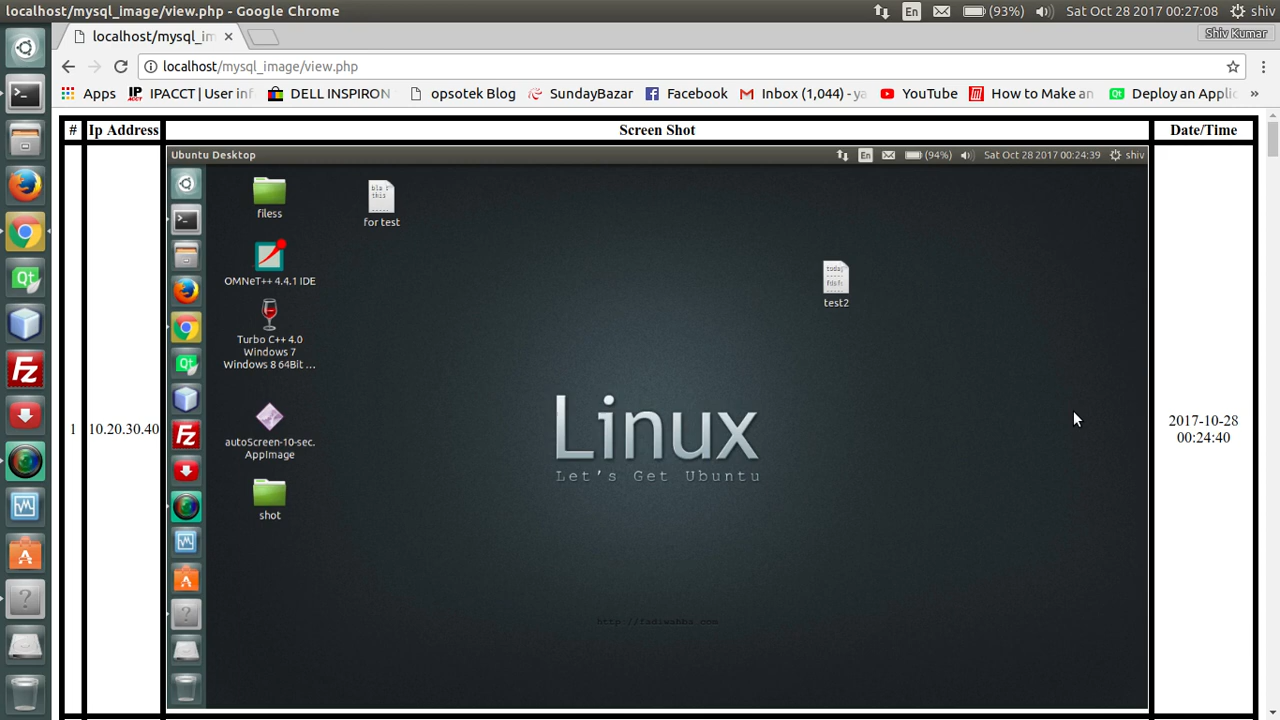 localhost/mysql_image/view.php - Google Chrome
En (93%) Sat Oct 28 2017 00:27:08 shiv
localhost/mysql_im
Shiv Kumar
localhost/mysql_image/view.php
Apps IPACCT | User inf DELL INSPIRON opsotek Blog SundayBazar Facebook Inbox (1,044) - ya YouTube How to Make an Deploy an Applic »
# Ip Address Screen Shot Date/Time
Ubuntu Desktop En (94%) Sat Oct 28 2017 00:24:39 shiv
filess
for test
OMNeT++ 4.4.1 IDE
test2
Turbo C++ 4.0
Windows 7
Windows 8 64Bit ...
Linux
Let's Get Ubuntu
autoScreen-10-sec.
AppImage
shot
1 10.20.30.40
2017-10-28
00:24:40